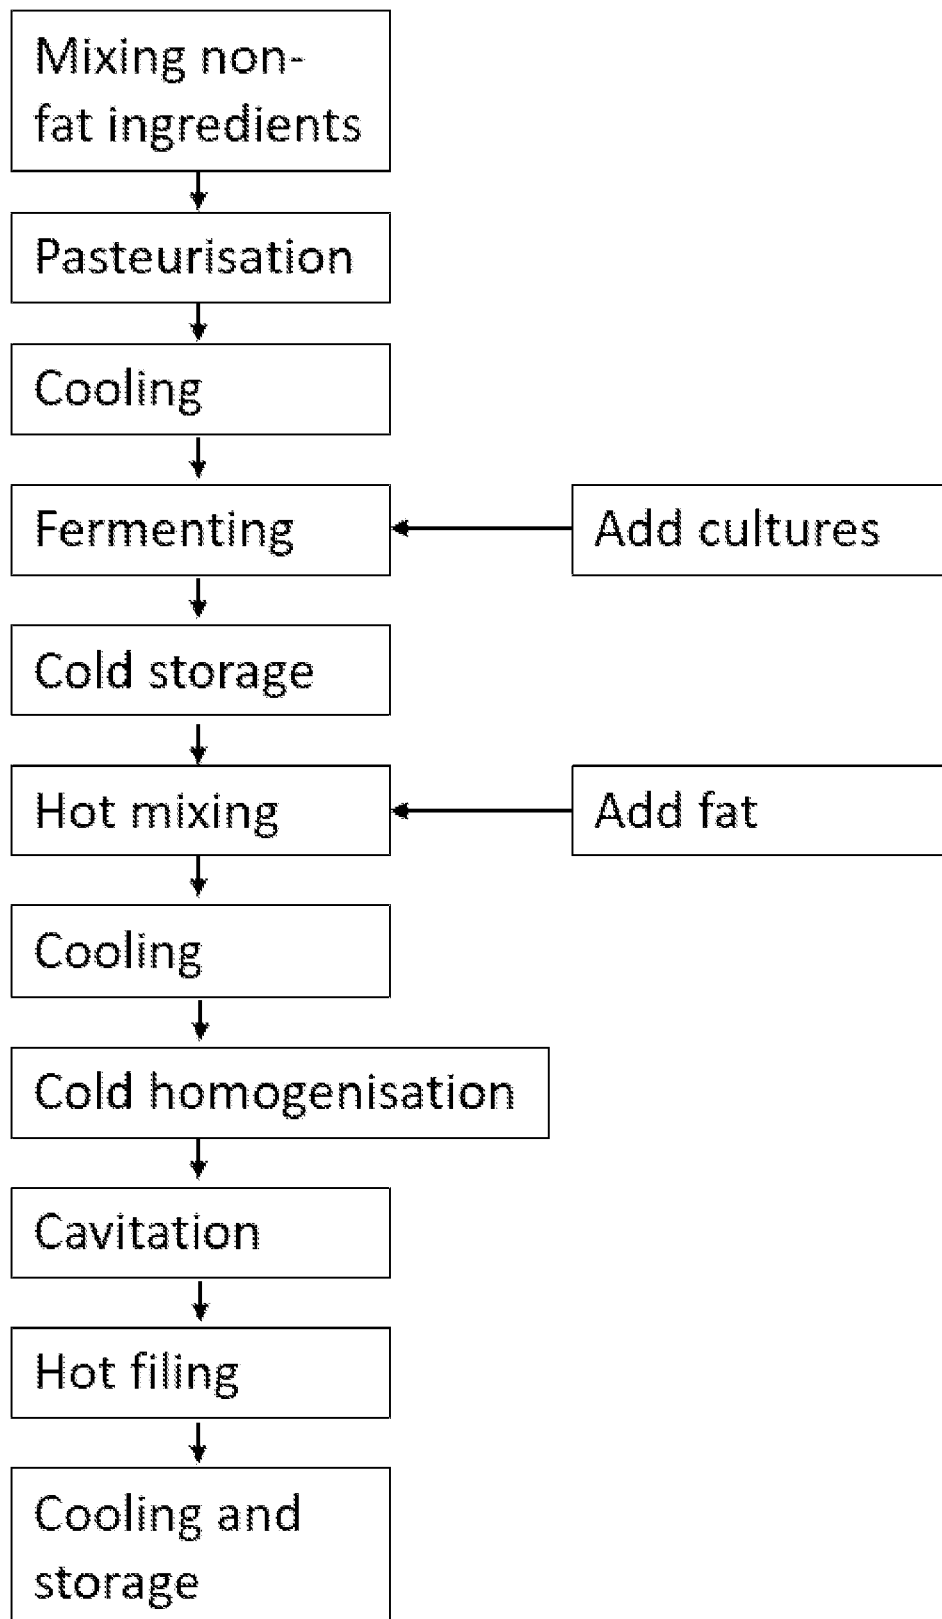 Mixing non-
fat ingredients
Pasteurisation
Cooling
Fermenting
Add cultures
Cold storage
Hot mixing
Add fat
Cooling
Cold homogenisation
Cavitation
Hot filing
Cooling and
storage